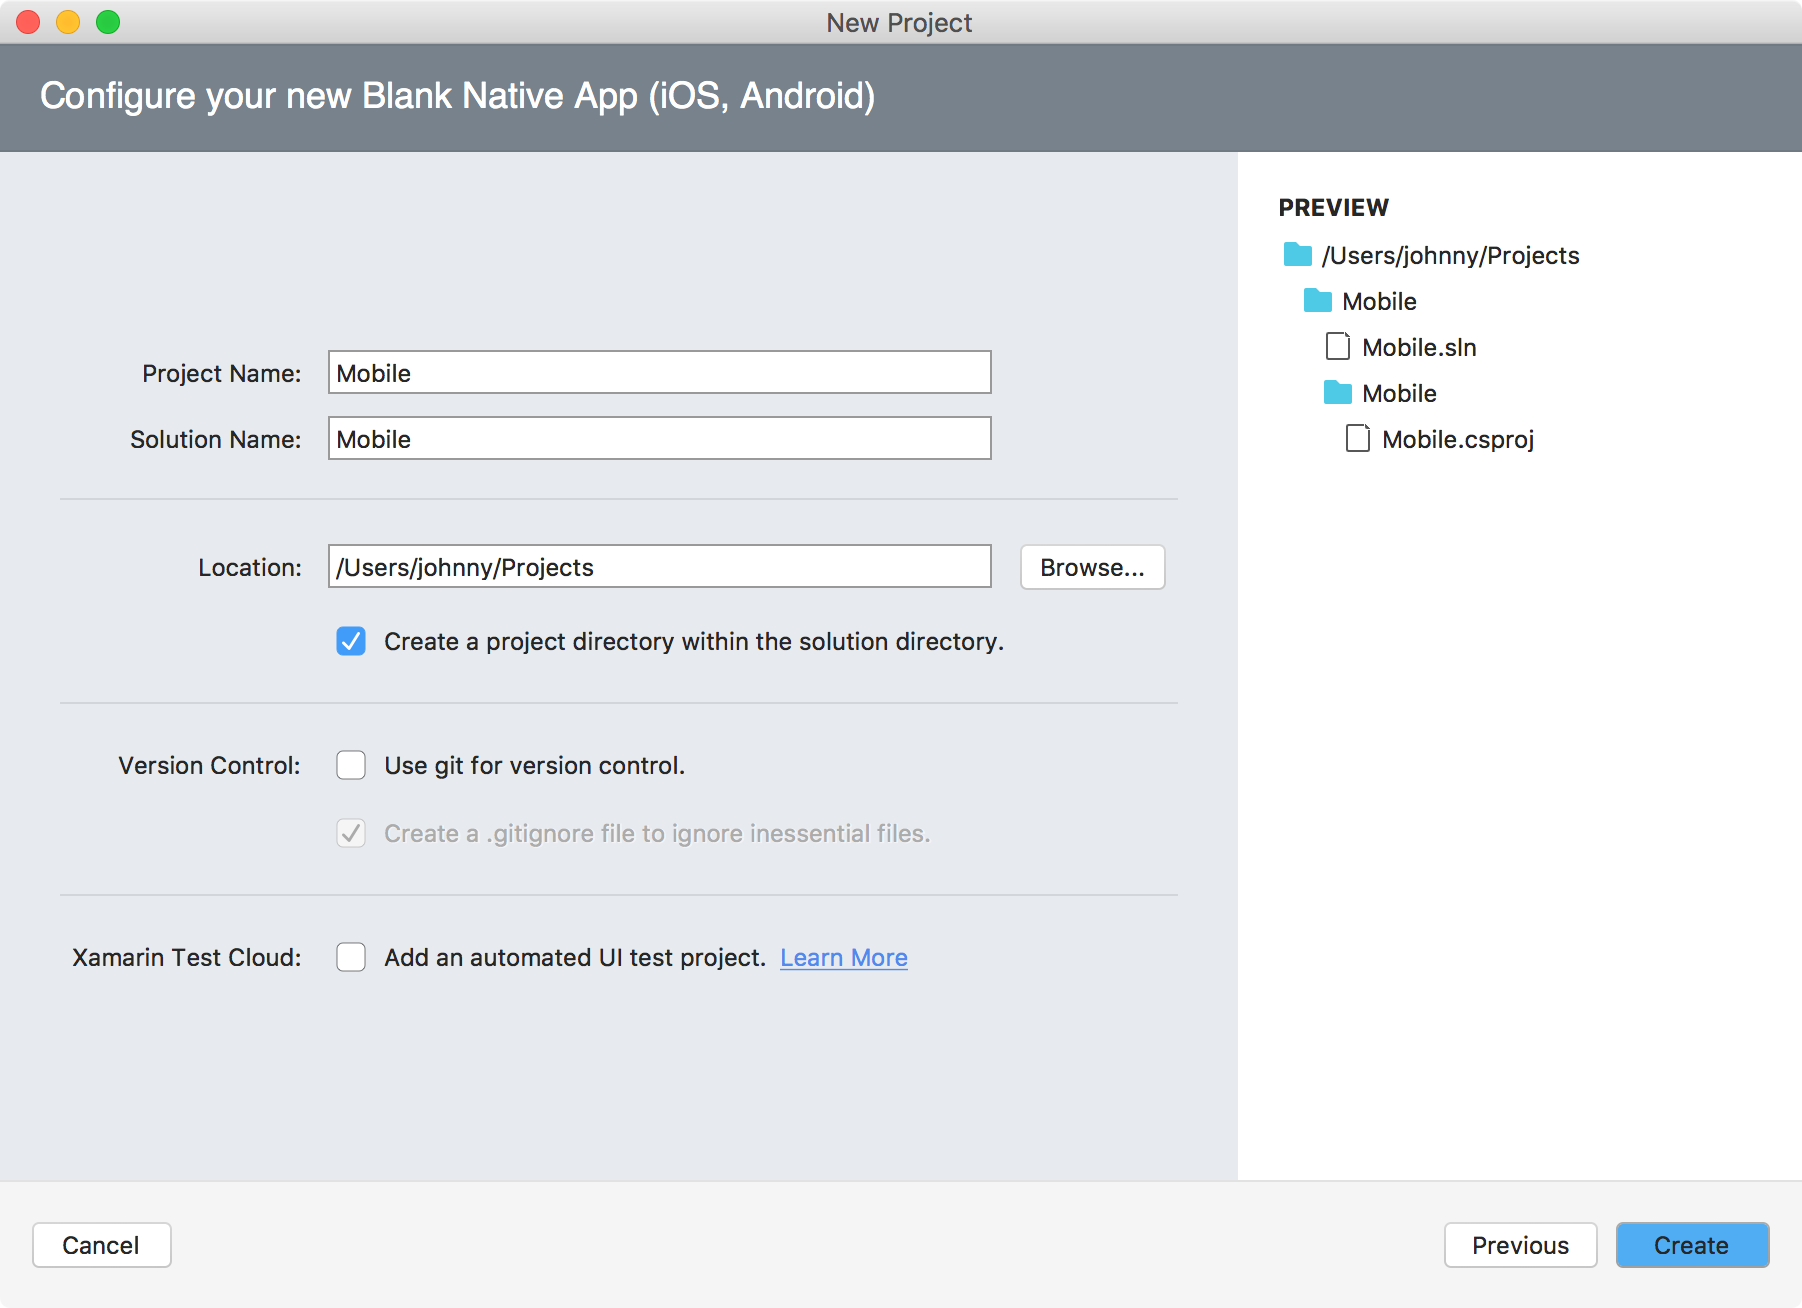 New Project
Configure your new Blank Native App (iOS, Android)
Project Name: Mobile
Solution Name: Mobile
Location: /Users/johnny/Projects Browse...
Create a project directory within the solution directory.
Version Control: Use git for version control.
Create a .gitignore file to ignore inessential files.
Xamarin Test Cloud: Add an automated UI test project. Learn More
PREVIEW
/Users/johnny/Projects
Mobile
Mobile.sln
Mobile
Mobile.csproj
Cancel Previous Create